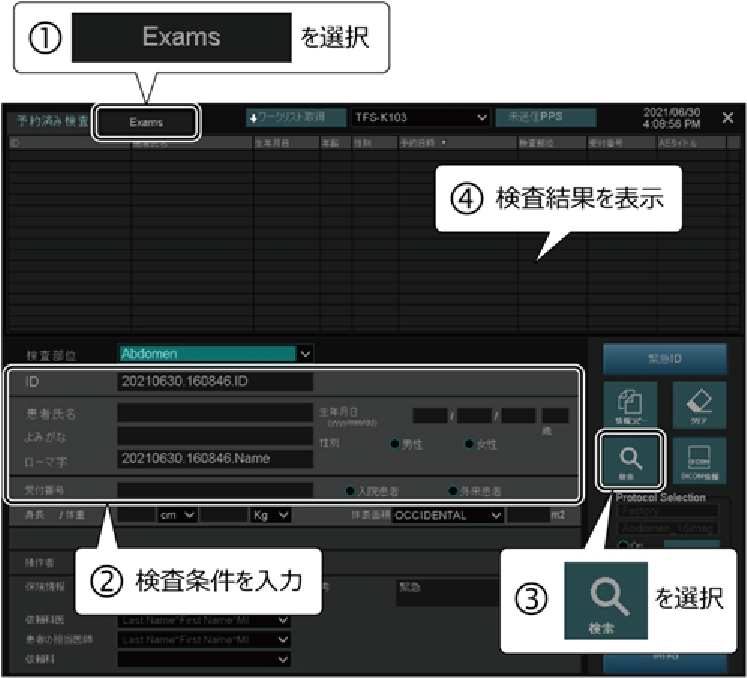 ① Exams を選択
予約済み検査 Exams ワークリスト取得 TFS-K103 未送信PPS 2021/06/30 4:08:56 PM
ID 患者氏名 生年月日 年齢 性別 予約日時 検査部位 受付番号 AEタイトル
④ 検査結果を表示
検査部位 Abdomen 緊急ID
ID 20210630.160846.ID
情報コピー クリア
患者氏名 生年月日 / /
(yyyy/mm/dd) 歳
よみがな 性別 男性 女性
ローマ字 20210630.160846.Name
検索 DICOM情報
受付番号 入院患者 外来患者
Protocol Selection
身長 / 体重 cm Kg 体表面積 OCCIDENTAL m2
Factory
② 検査条件を入力
操作者
保険情報 緊急
③ 検索 を選択
依頼科医 Last Name^First Name^MI
患者の担当医師 Last Name^First Name^MI
依頼科